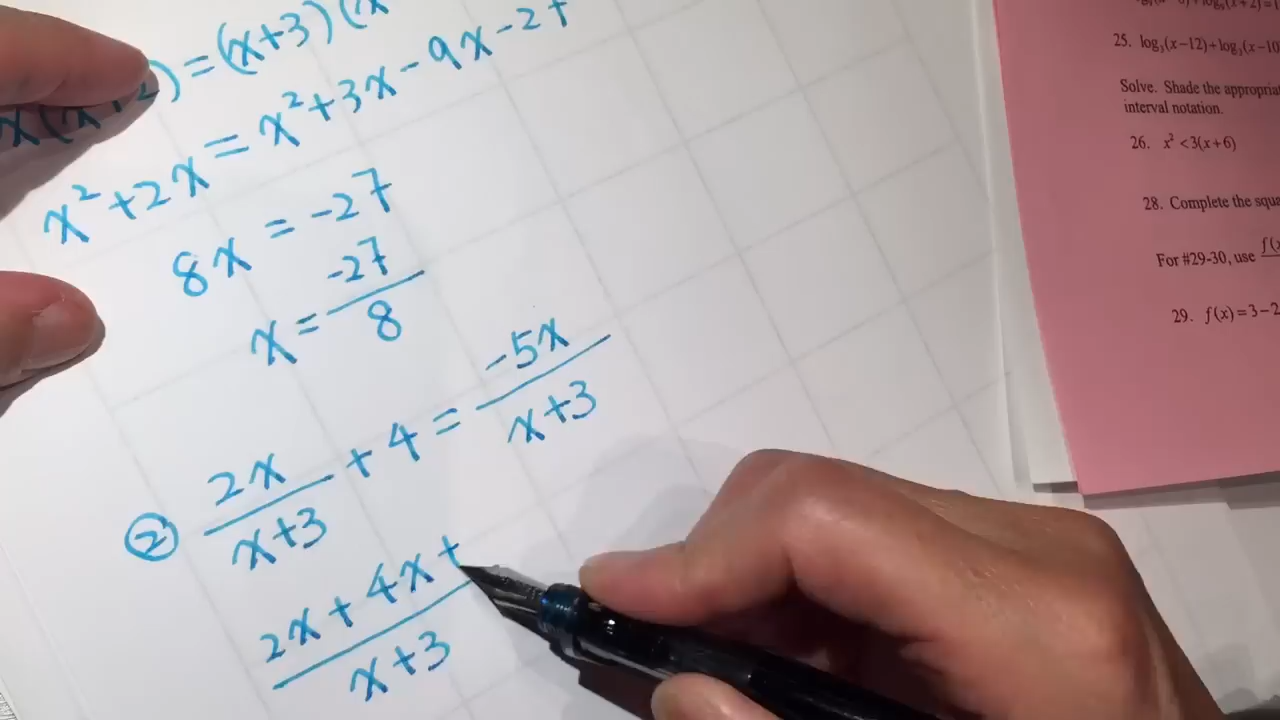 ) = (x+3)(x
x(x+2
x² + 2x = x² + 3x - 9x - 27
8x = -27
x = -27/8
② 2x/(x+3) + 4 = -5x/(x+3)
2x + 4x +/(x+3)
25. log₃(x−12)+log₃(x−10
Solve. Shade the
interval notation.
26. x² < 3(x+6)
28. Complete the
For #29-30, use
29. f(x) = 3 − 2